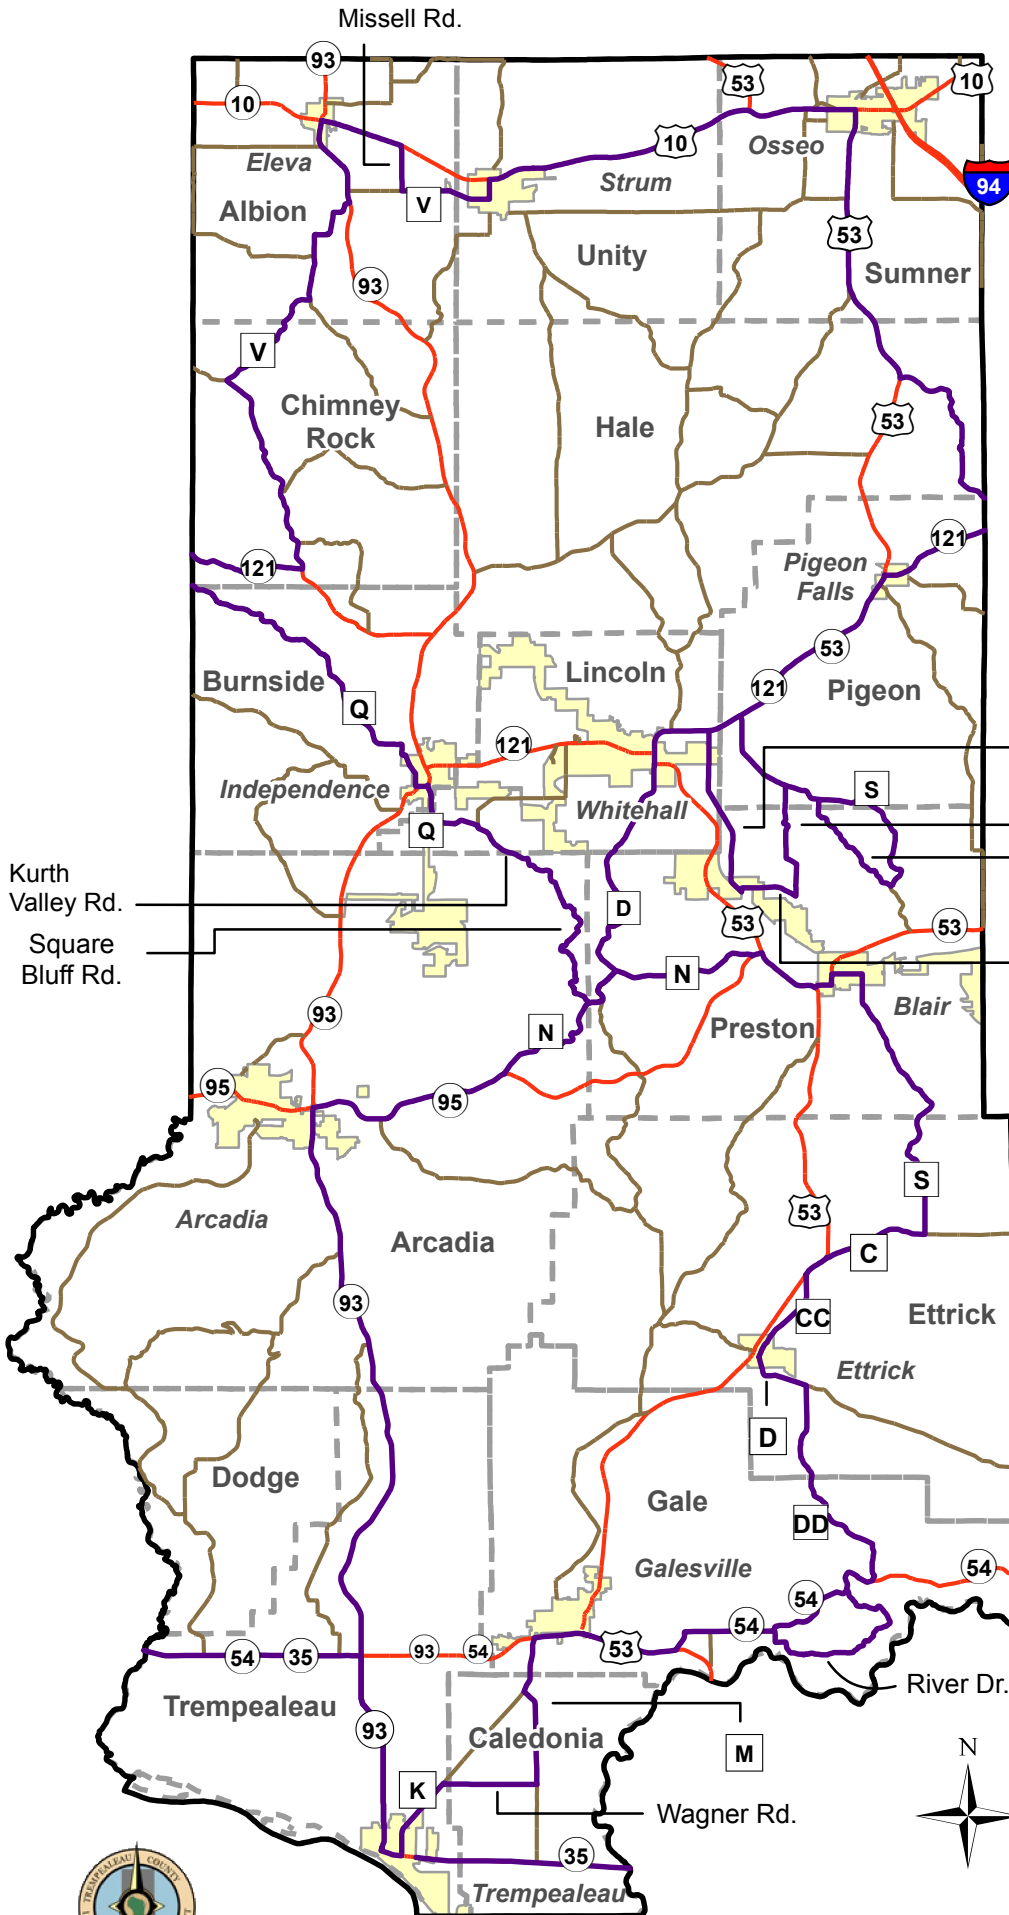 Missell Rd.
93
53
10
10
10
Eleva
Osseo
Strum
94
V
Albion
53
Unity
Sumner
93
V
Chimney
Rock
53
Hale
121
121
Pigeon
Falls
53
Lincoln
Burnside
121
Pigeon
Q
121
Independence
S
Whitehall
Q
Kurth
Valley Rd.
D
53
53
Square
Bluff Rd.
N
93
Blair
N
Preston
95
95
S
Arcadia
53
Arcadia
C
93
CC
Ettrick
Ettrick
D
Dodge
Gale
DD
Galesville
54
54
54
53
54
35
93
54
River Dr.
Trempealeau
93
Caledonia
M
N
K
Wagner Rd.
35
Trempealeau
TREMPEALEAU COUNTY